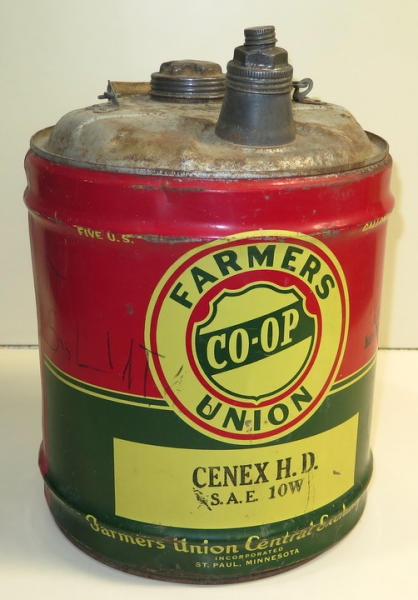 FIVE U.S.
FARMERS
CO-OP
UNION
CENEX H.D.
S.A.E. 10W
Farmers Union Central
INCORPORATED
ST. PAUL, MINNESOTA